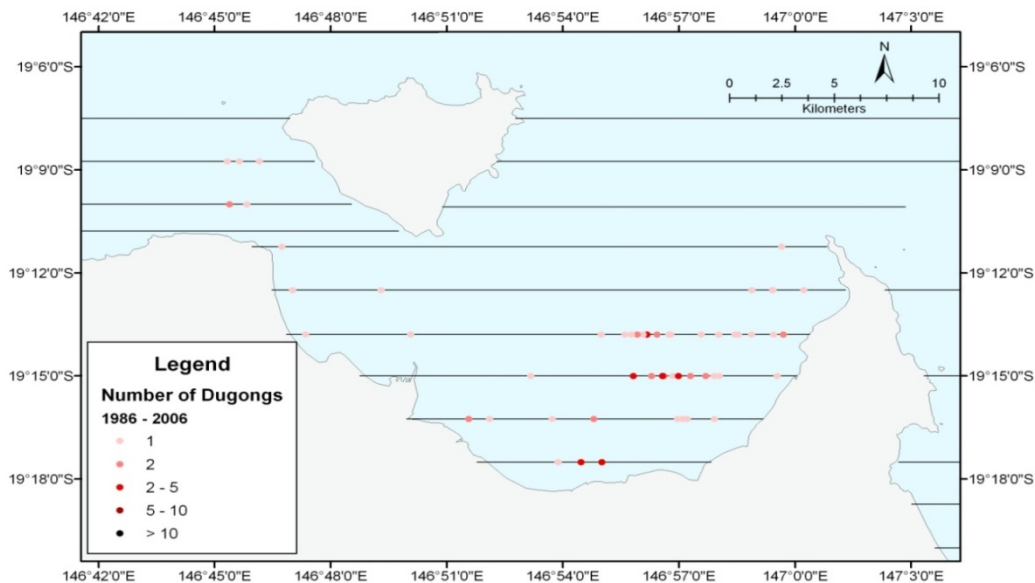 146°42'0"E 146°45'0"E 146°48'0"E 146°51'0"E 146°54'0"E 146°57'0"E 147°0'0"E 147°3'0"E
N
19°6'0"S 19°6'0"S
0 2.5 5 10
Kilometers
19°9'0"S 19°9'0"S
19°12'0"S 19°12'0"S
19°15'0"S 19°15'0"S
Legend
Number of Dugongs
1986 - 2006
1
2
2 - 5
5 - 10
> 10
19°18'0"S 19°18'0"S
146°42'0"E 146°45'0"E 146°48'0"E 146°51'0"E 146°54'0"E 146°57'0"E 147°0'0"E 147°3'0"E